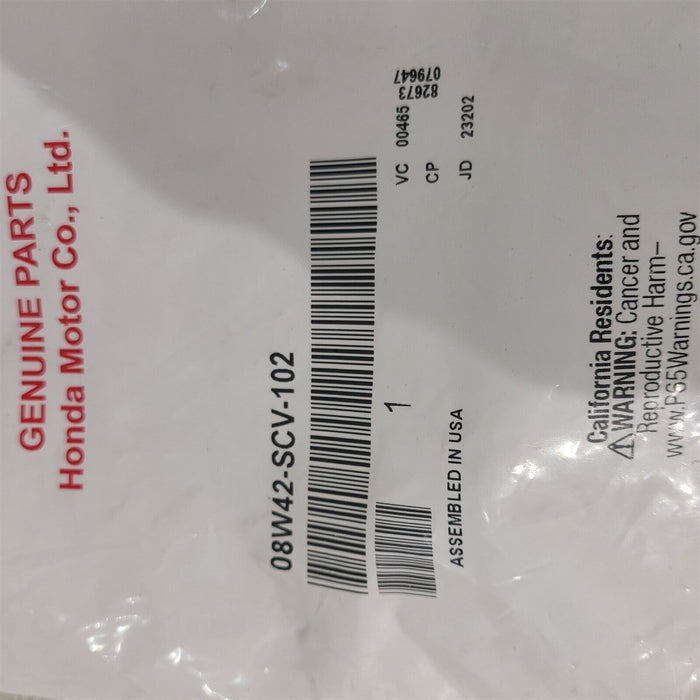 GENUINE PARTS
Honda Motor Co., Ltd.
08W42-SCV-102
1
VC 00465
CP
JD 23202
82673
079647
ASSEMBLED IN USA
California Residents:
⚠WARNING: Cancer and
Reproductive Harm–
www.P65Warnings.ca.gov